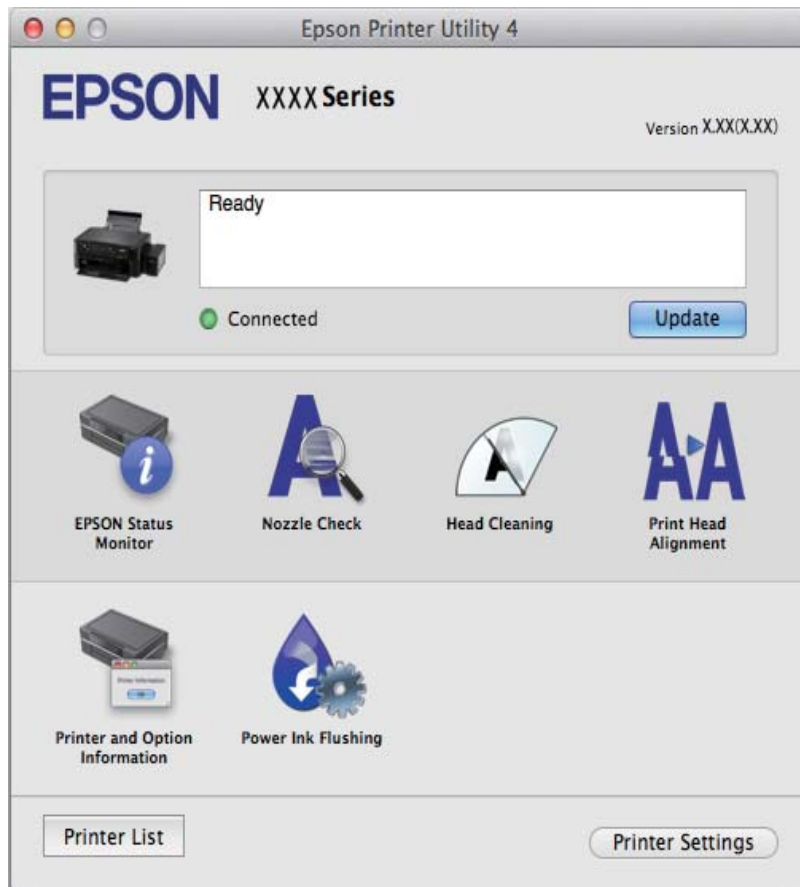 Epson Printer Utility 4
EPSON XXXX Series
Version X.XX(X.XX)
Ready
Connected
Update
EPSON Status
Monitor
Nozzle Check
Head Cleaning
Print Head
Alignment
Printer and Option
Information
Power Ink Flushing
Printer List
Printer Settings